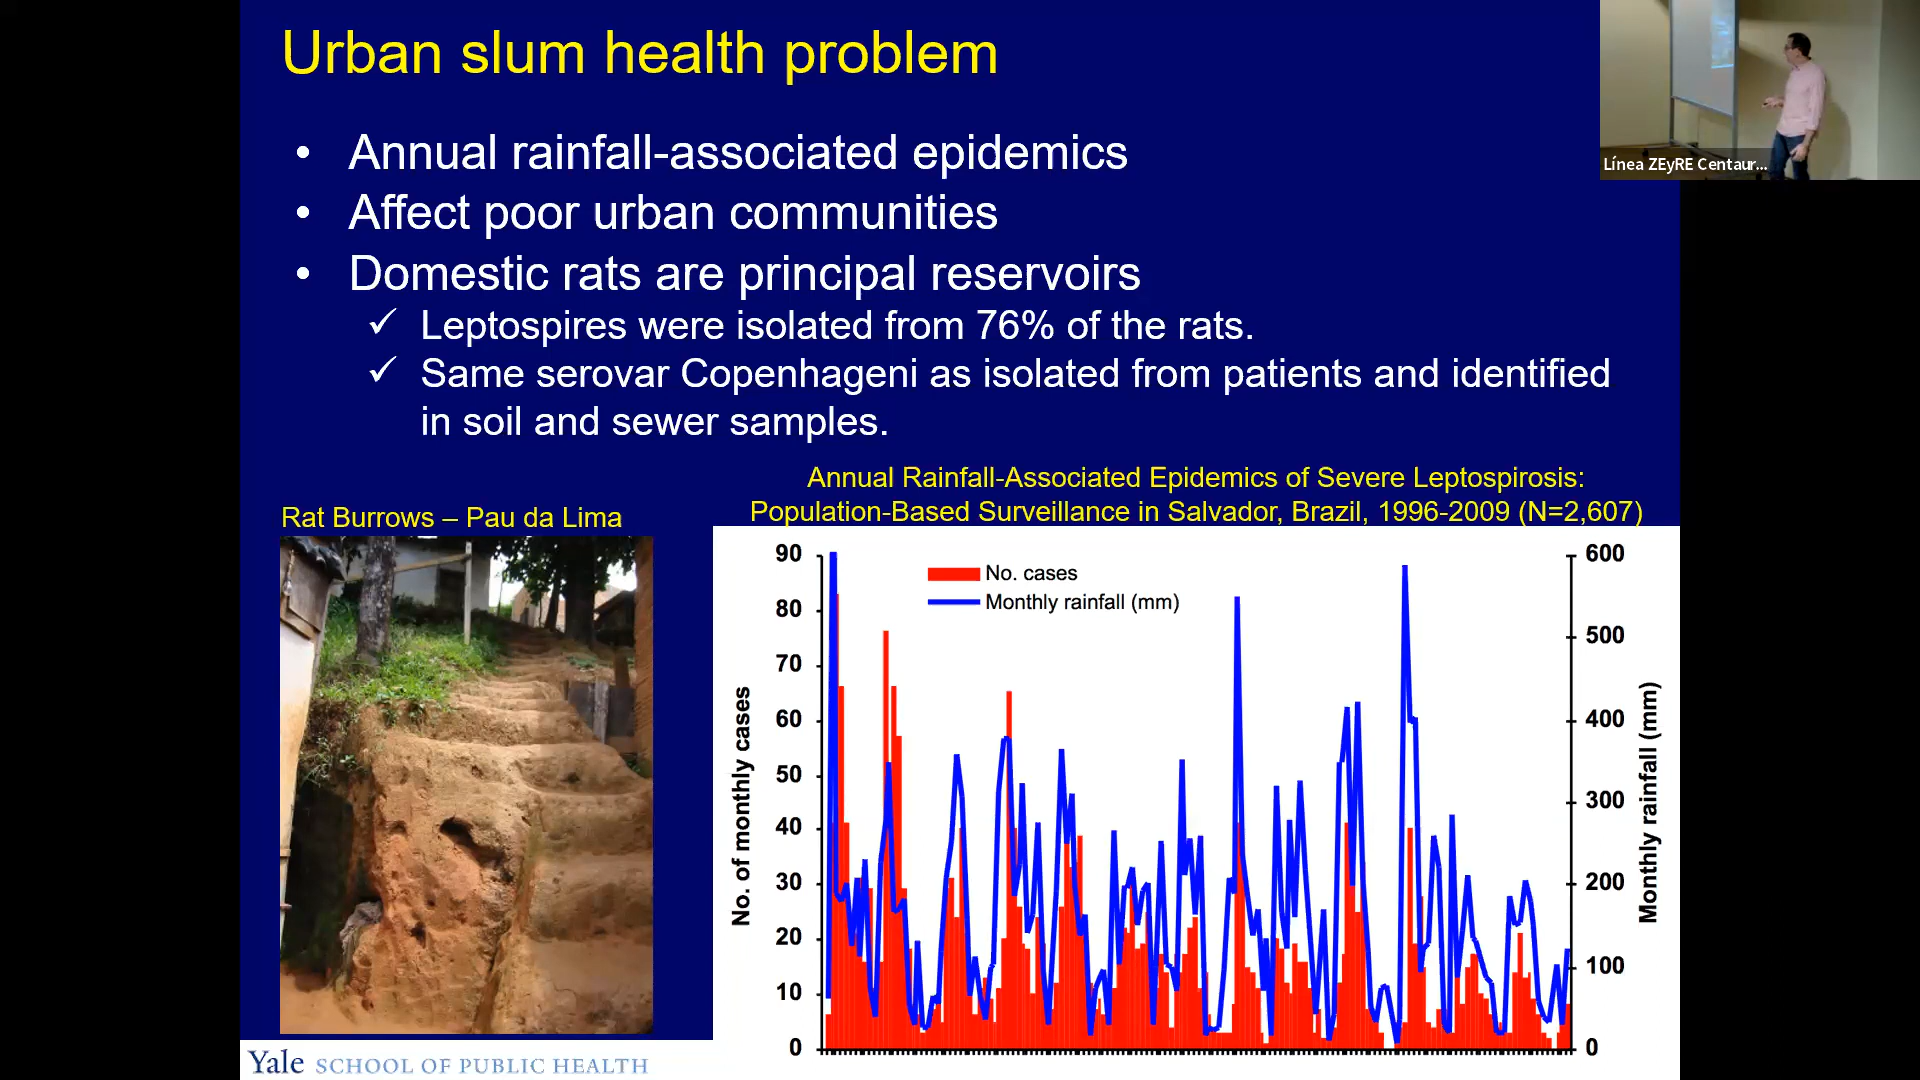 Urban slum health problem
Línea ZEyRE Centaur...
• Annual rainfall-associated epidemics
• Affect poor urban communities
• Domestic rats are principal reservoirs
✓ Leptospires were isolated from 76% of the rats.
✓ Same serovar Copenhageni as isolated from patients and identified
in soil and sewer samples.
Rat Burrows – Pau da Lima
Annual Rainfall-Associated Epidemics of Severe Leptospirosis:
Population-Based Surveillance in Salvador, Brazil, 1996-2009 (N=2,607)
No. cases
Monthly rainfall (mm)
No. of monthly cases
90
80
70
60
50
40
30
20
10
0
600
500
400
300
200
100
0
Monthly rainfall (mm)
Yale SCHOOL OF PUBLIC HEALTH